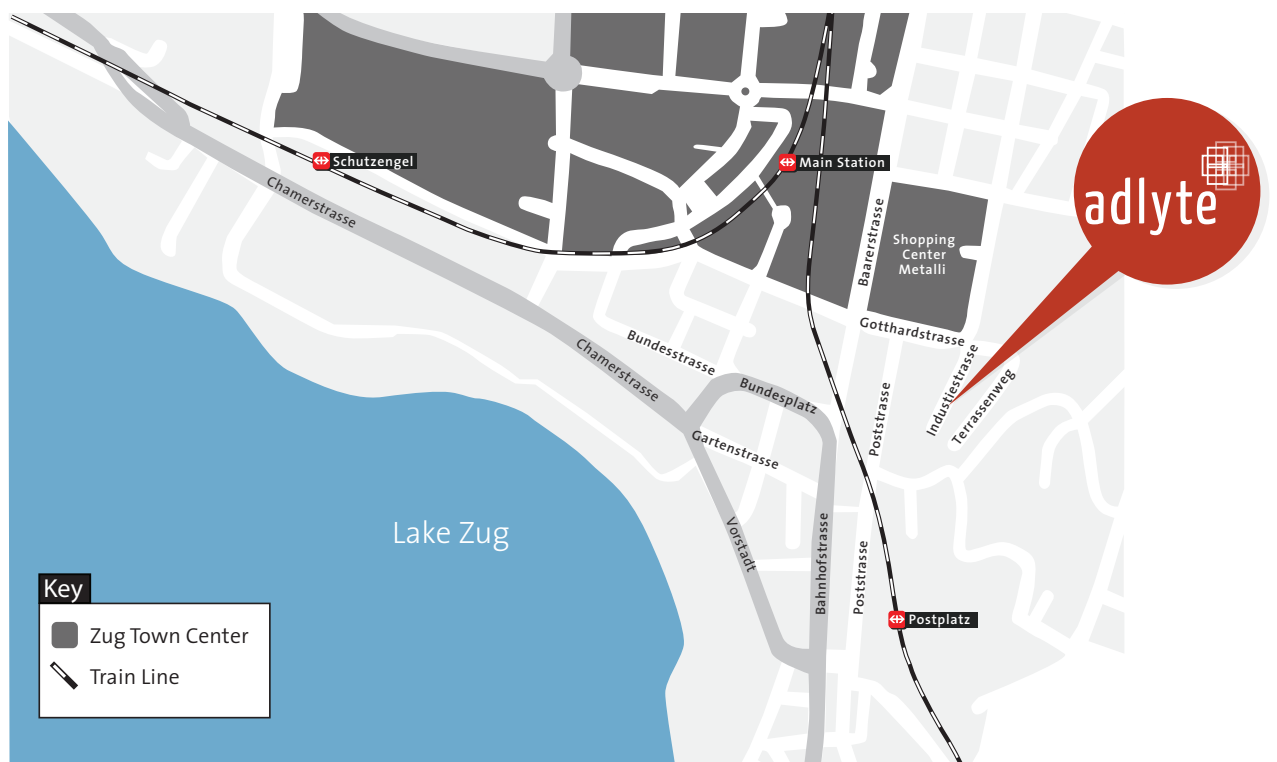 Schutzengel
Main Station
adlyte
Chamerstrasse
Baarerstrasse
Shopping
Center
Metalli
Gotthardstrasse
Bundesstrasse
Chamerstrasse
Industiestrasse
Terrassenweg
Bundesplatz
Poststrasse
Gartenstrasse
Lake Zug
Vorstadt
Bahnhofstrasse
Poststrasse
Postplatz
Key
Zug Town Center
Train Line